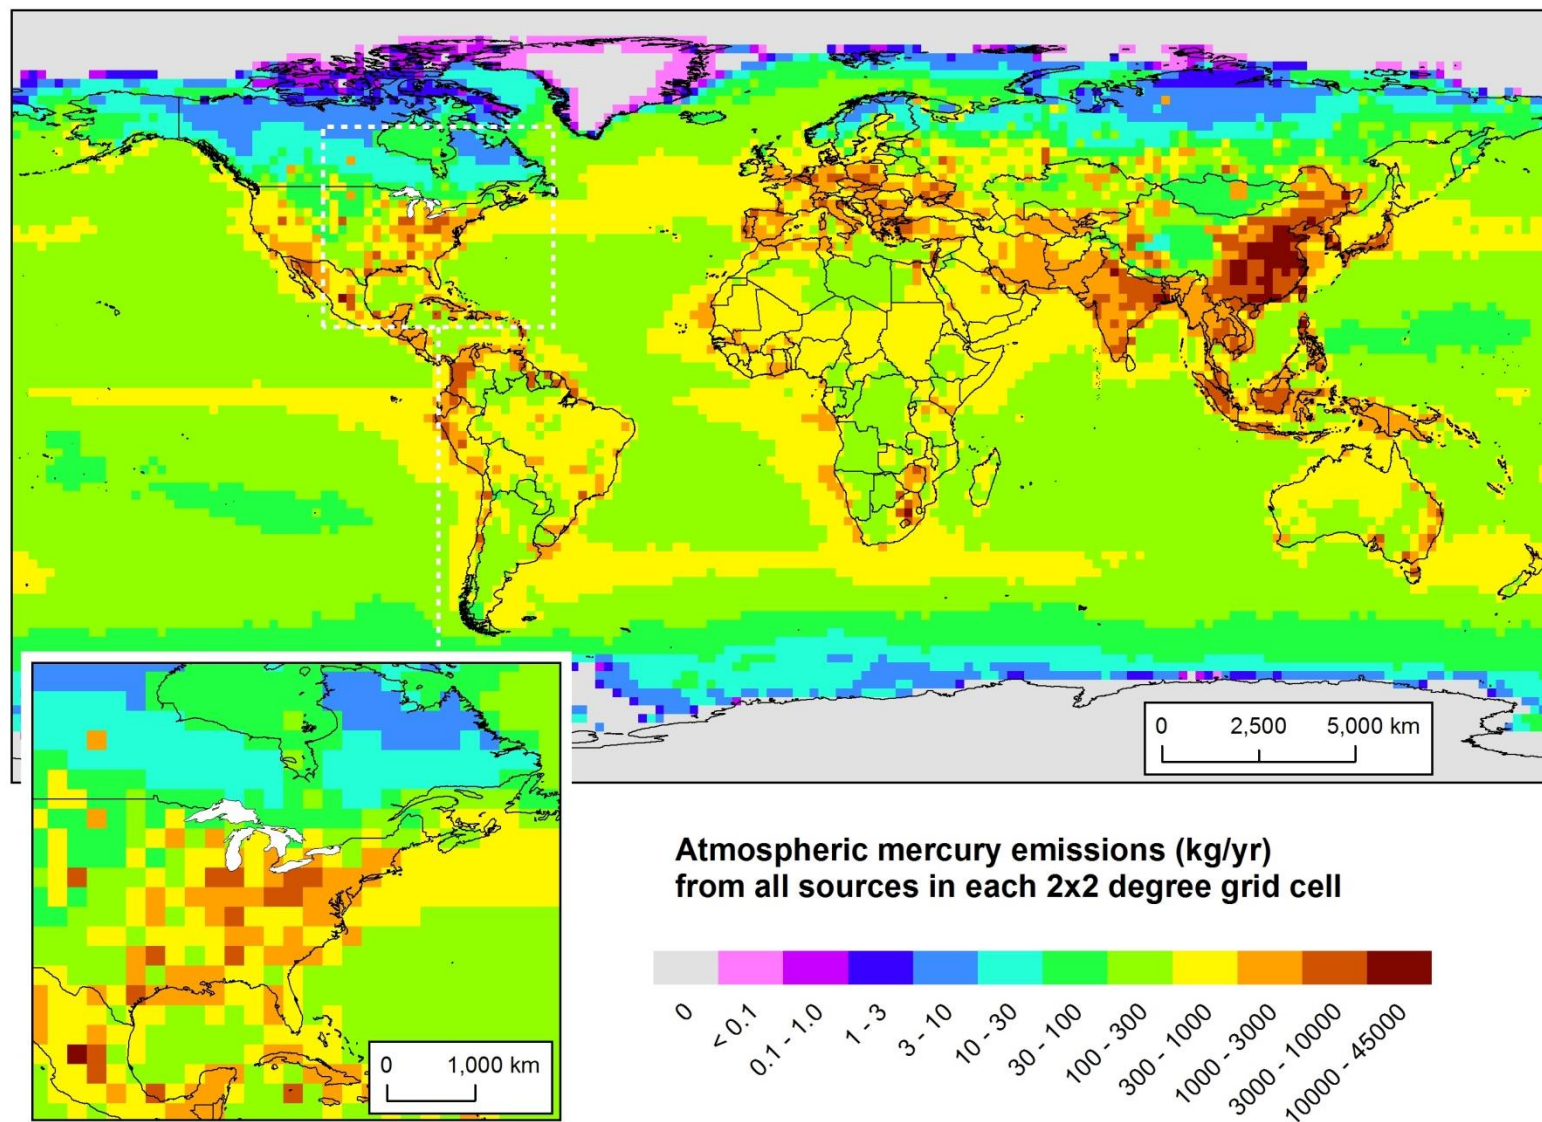 0 2,500 5,000 km
Atmospheric mercury emissions (kg/yr)
from all sources in each 2x2 degree grid cell
0
< 0.1
0.1 - 1.0
1 - 3
3 - 10
10 - 30
30 - 100
100 - 300
300 - 1000
1000 - 3000
3000 - 10000
10000 - 45000
0 1,000 km